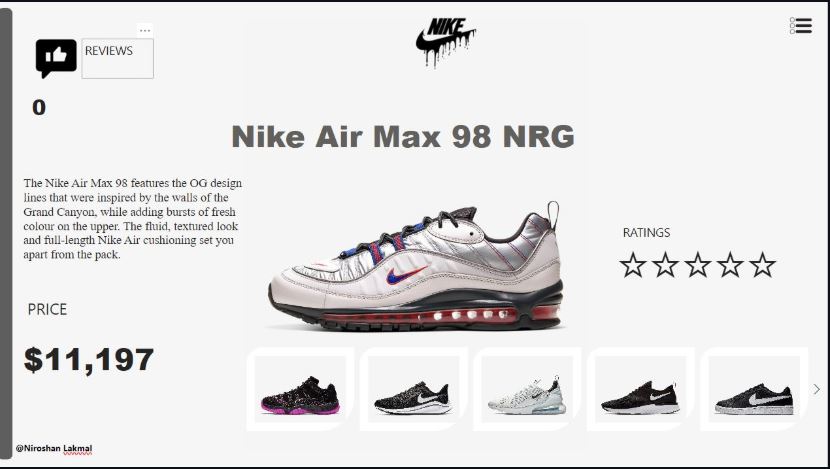 NIKE
REVIEWS
0
Nike Air Max 98 NRG
The Nike Air Max 98 features the OG design
lines that were inspired by the walls of the
Grand Canyon, while adding bursts of fresh
colour on the upper. The fluid, textured look
and full-length Nike Air cushioning set you
apart from the pack.
RATINGS
PRICE
$11,197
@Niroshan Lakmal